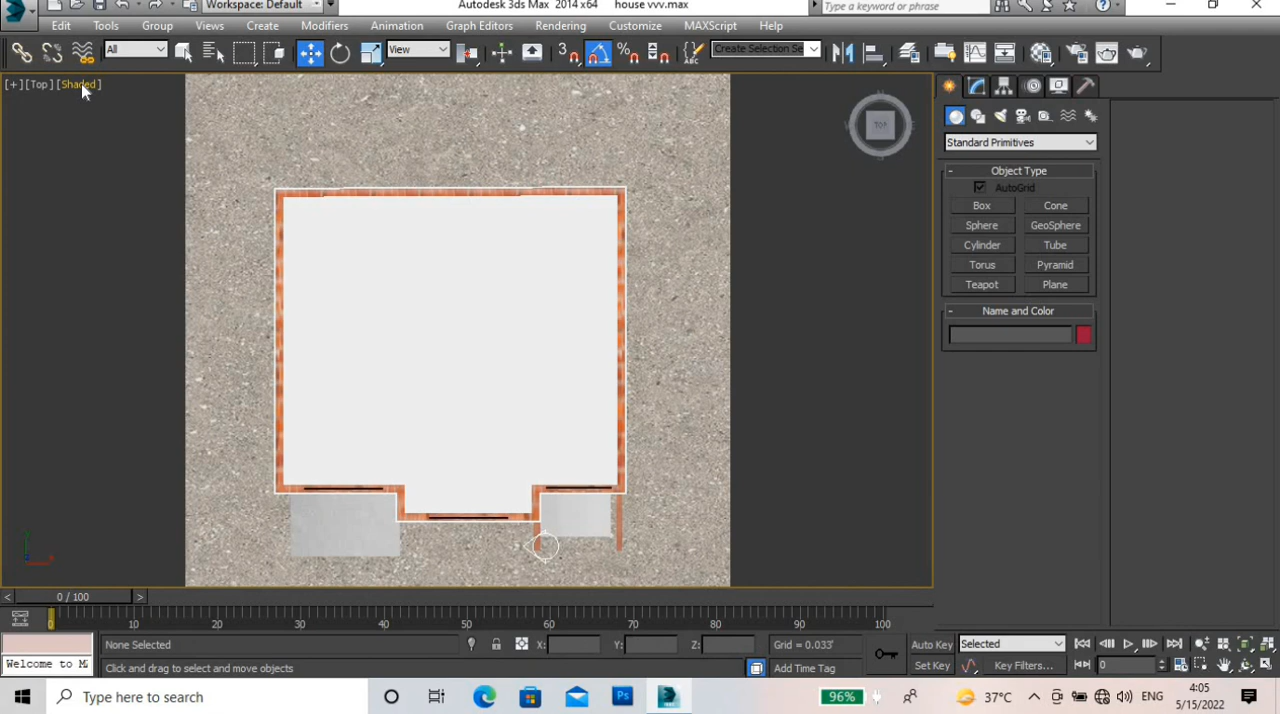 Workspace: Default
Autodesk 3ds Max 2014 x64
house vvv.max
Type a keyword or phrase
Edit Tools Group Views Create Modifiers Animation Graph Editors Rendering Customize MAXScript Help
All
View
3
Create Selection Se
[+] [Top] [Shaded]
TOP
Standard Primitives
- Object Type
AutoGrid
Box Cone
Sphere GeoSphere
Cylinder Tube
Torus Pyramid
Teapot Plane
- Name and Color
< 0 / 100 >
0 10 20 30 40 50 60 70 80 90 100
None Selected
X: Y: Z:
Grid = 0.033'
Auto Key
Selected
Welcome to M
Click and drag to select and move objects
Add Time Tag
Set Key
Key Filters...
0
Type here to search
Ps
96%
37°C
ENG
4:05
5/15/2022